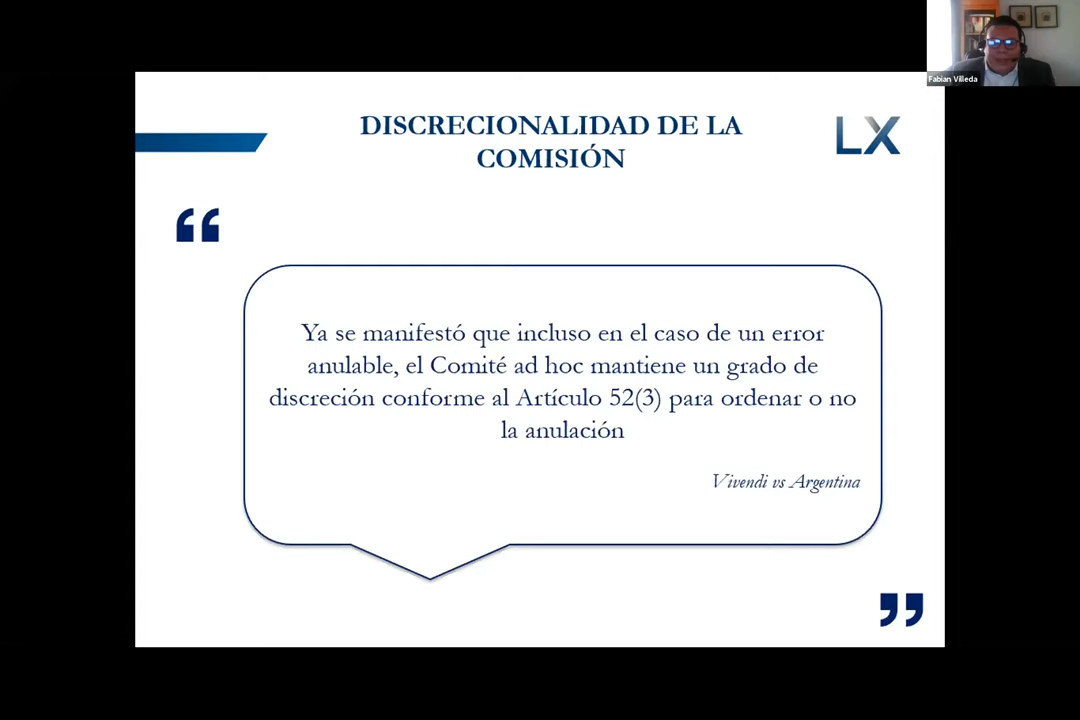 Fabian Villeda
DISCRECIONALIDAD DE LA
COMISIÓN
LX
“
Ya se manifestó que incluso en el caso de un error
anulable, el Comité ad hoc mantiene un grado de
discreción conforme al Artículo 52(3) para ordenar o no
la anulación
Vivendi vs Argentina
”